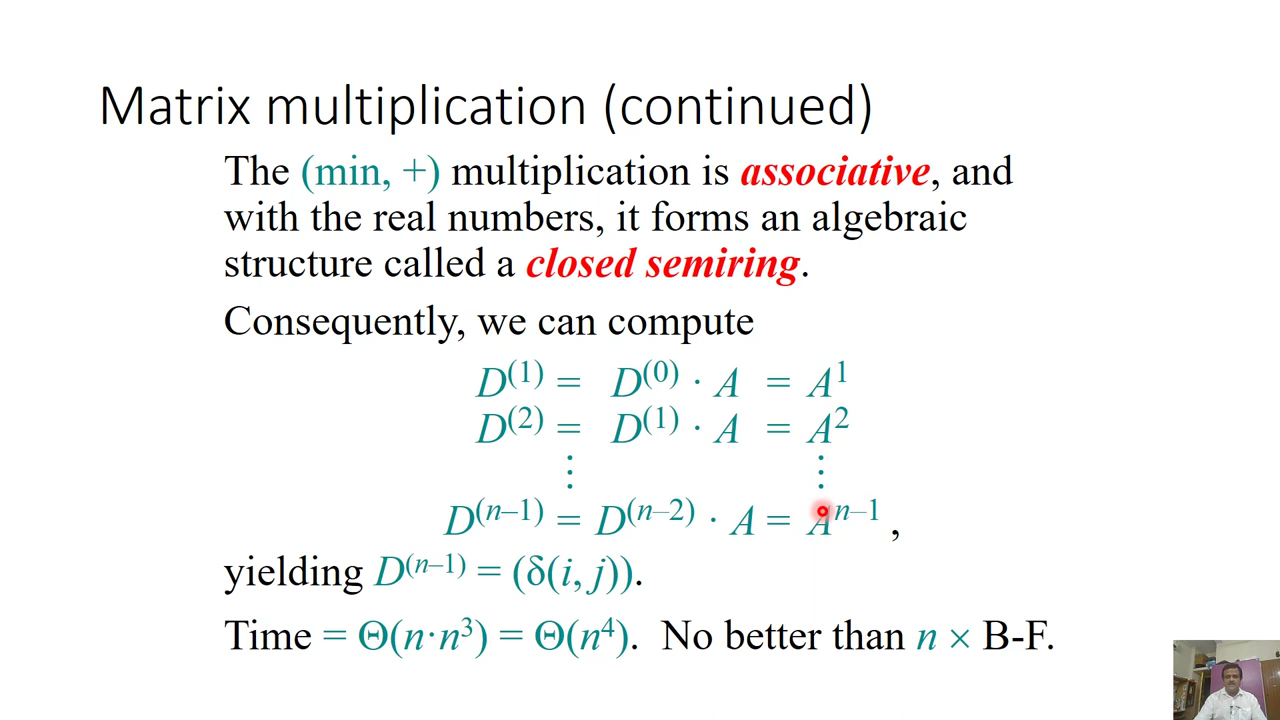 Matrix multiplication (continued)
The (min, +) multiplication is associative, and
with the real numbers, it forms an algebraic
structure called a closed semiring.
Consequently, we can compute
D⁽¹⁾ = D⁽⁰⁾ · A = A¹
D⁽²⁾ = D⁽¹⁾ · A = A²
⋮ ⋮
D⁽ⁿ⁻¹⁾ = D⁽ⁿ⁻²⁾ · A = Aⁿ⁻¹ ,
yielding D⁽ⁿ⁻¹⁾ = (δ(i, j)).
Time = Θ(n·n³) = Θ(n⁴). No better than n × B-F.